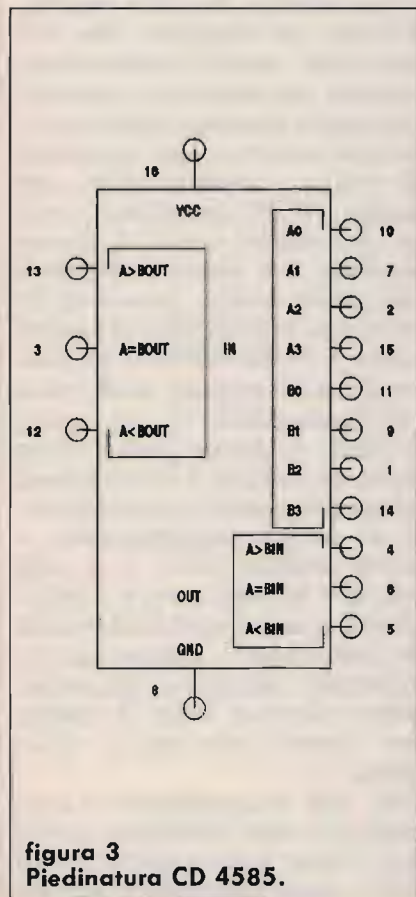 16
VCC
A0 10
13 A>BOUT A1 7
A2 2
3 A=BOUT IN A3 15
B0 11
12 A<BOUT B1 9
B2 1
B3 14
A>BIN 4
OUT A=BIN 6
A<BIN 5
GND
8
figura 3
Piedinatura CD 4585.